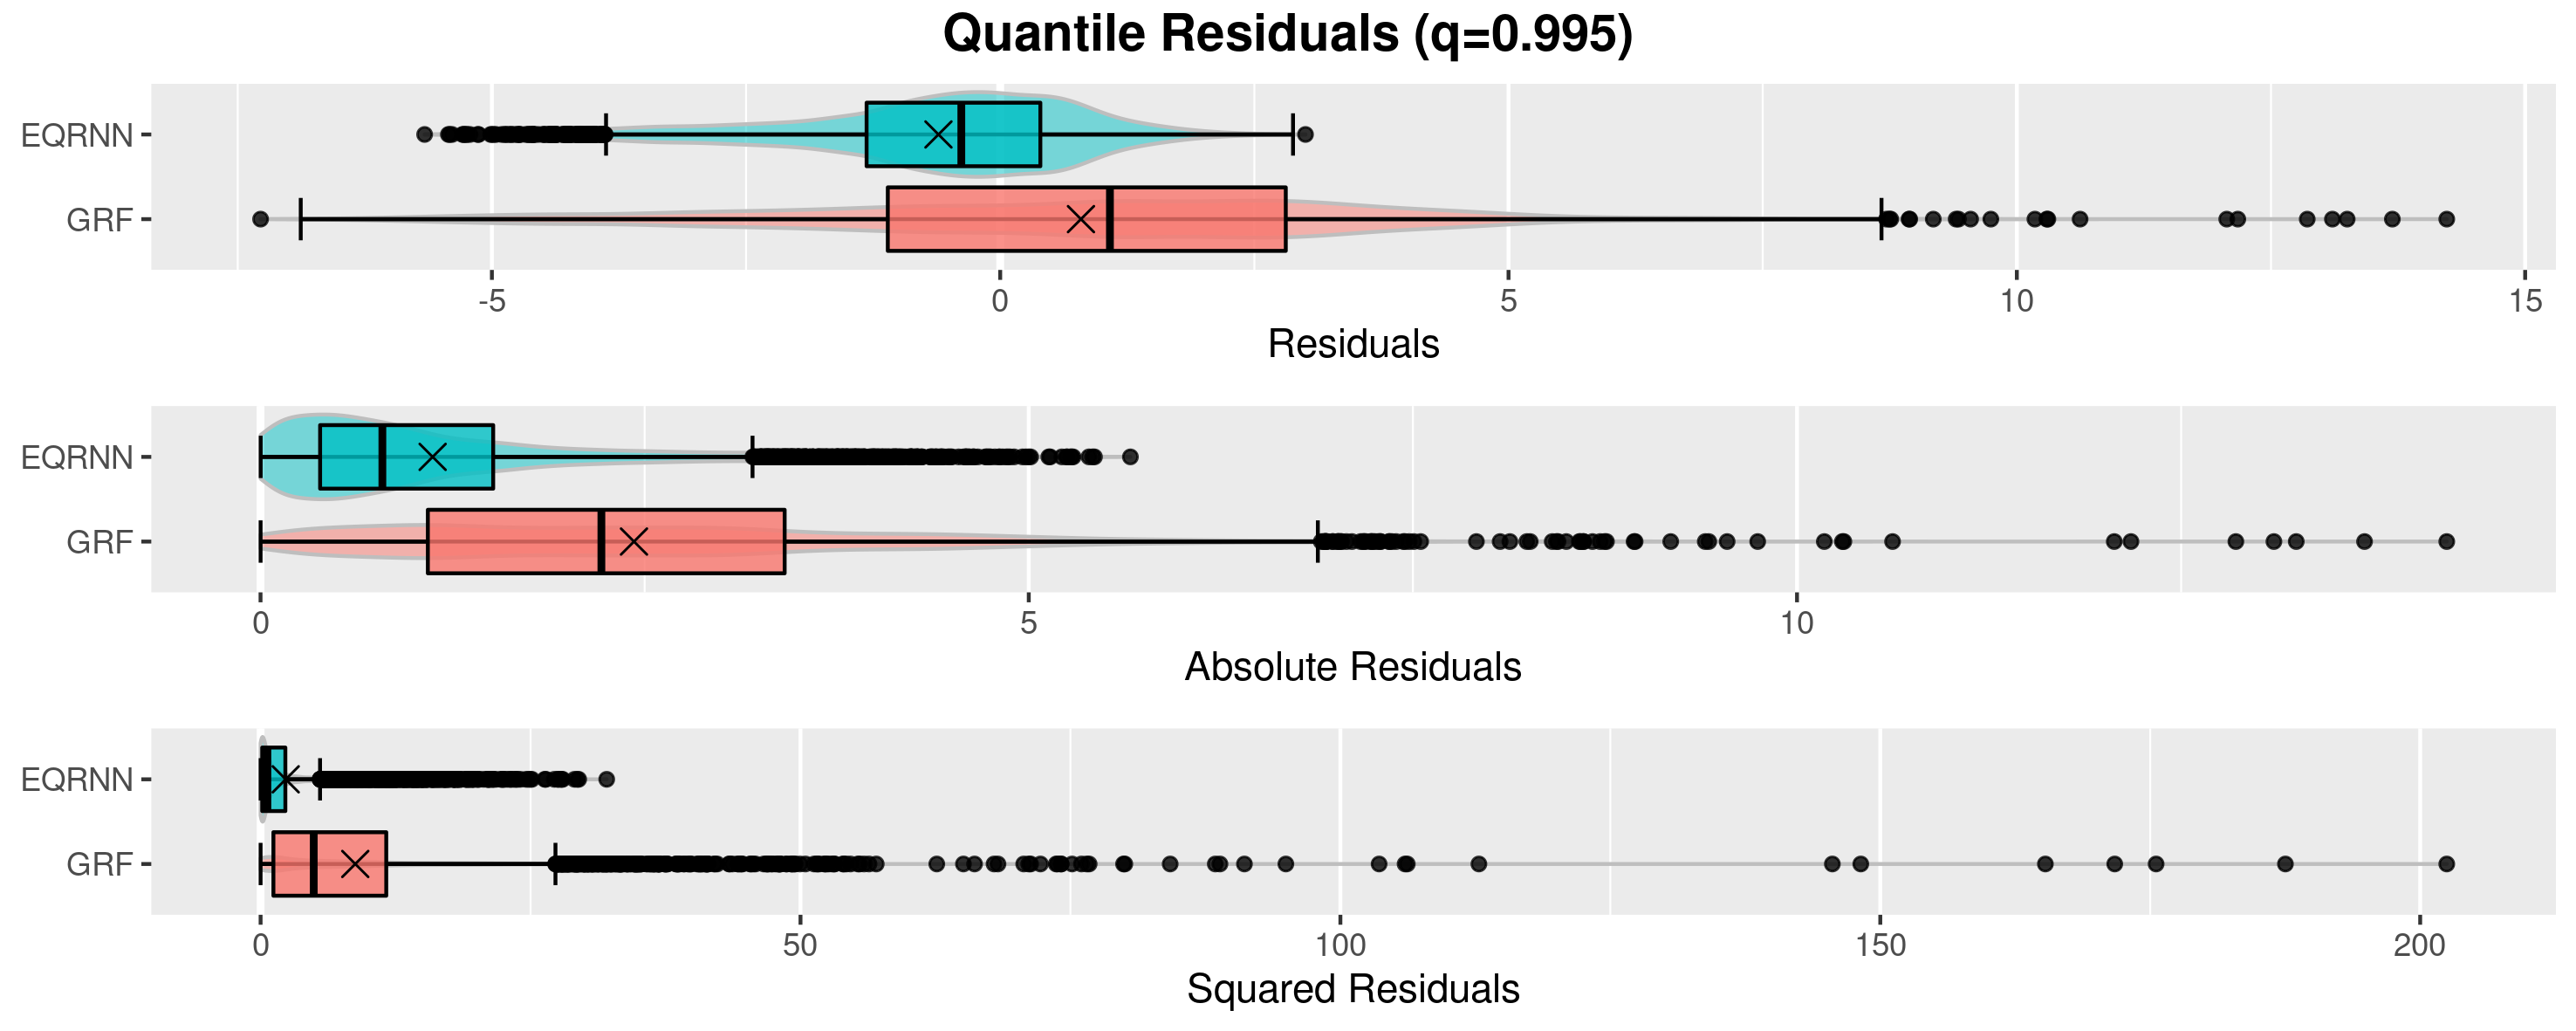 Quantile Residuals (q=0.995)
EQRNN
GRF
-5 0 5 10 15
Residuals
EQRNN
GRF
0 5 10
Absolute Residuals
EQRNN
GRF
0 50 100 150 200
Squared Residuals